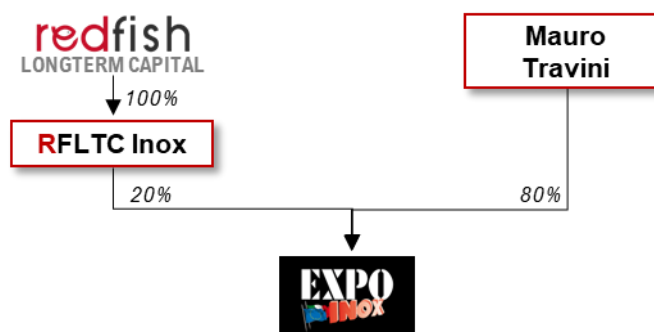 redfish
LONGTERM CAPITAL
Mauro
Travini
100%
RFLTC Inox
20%
80%
EXPO
INOX